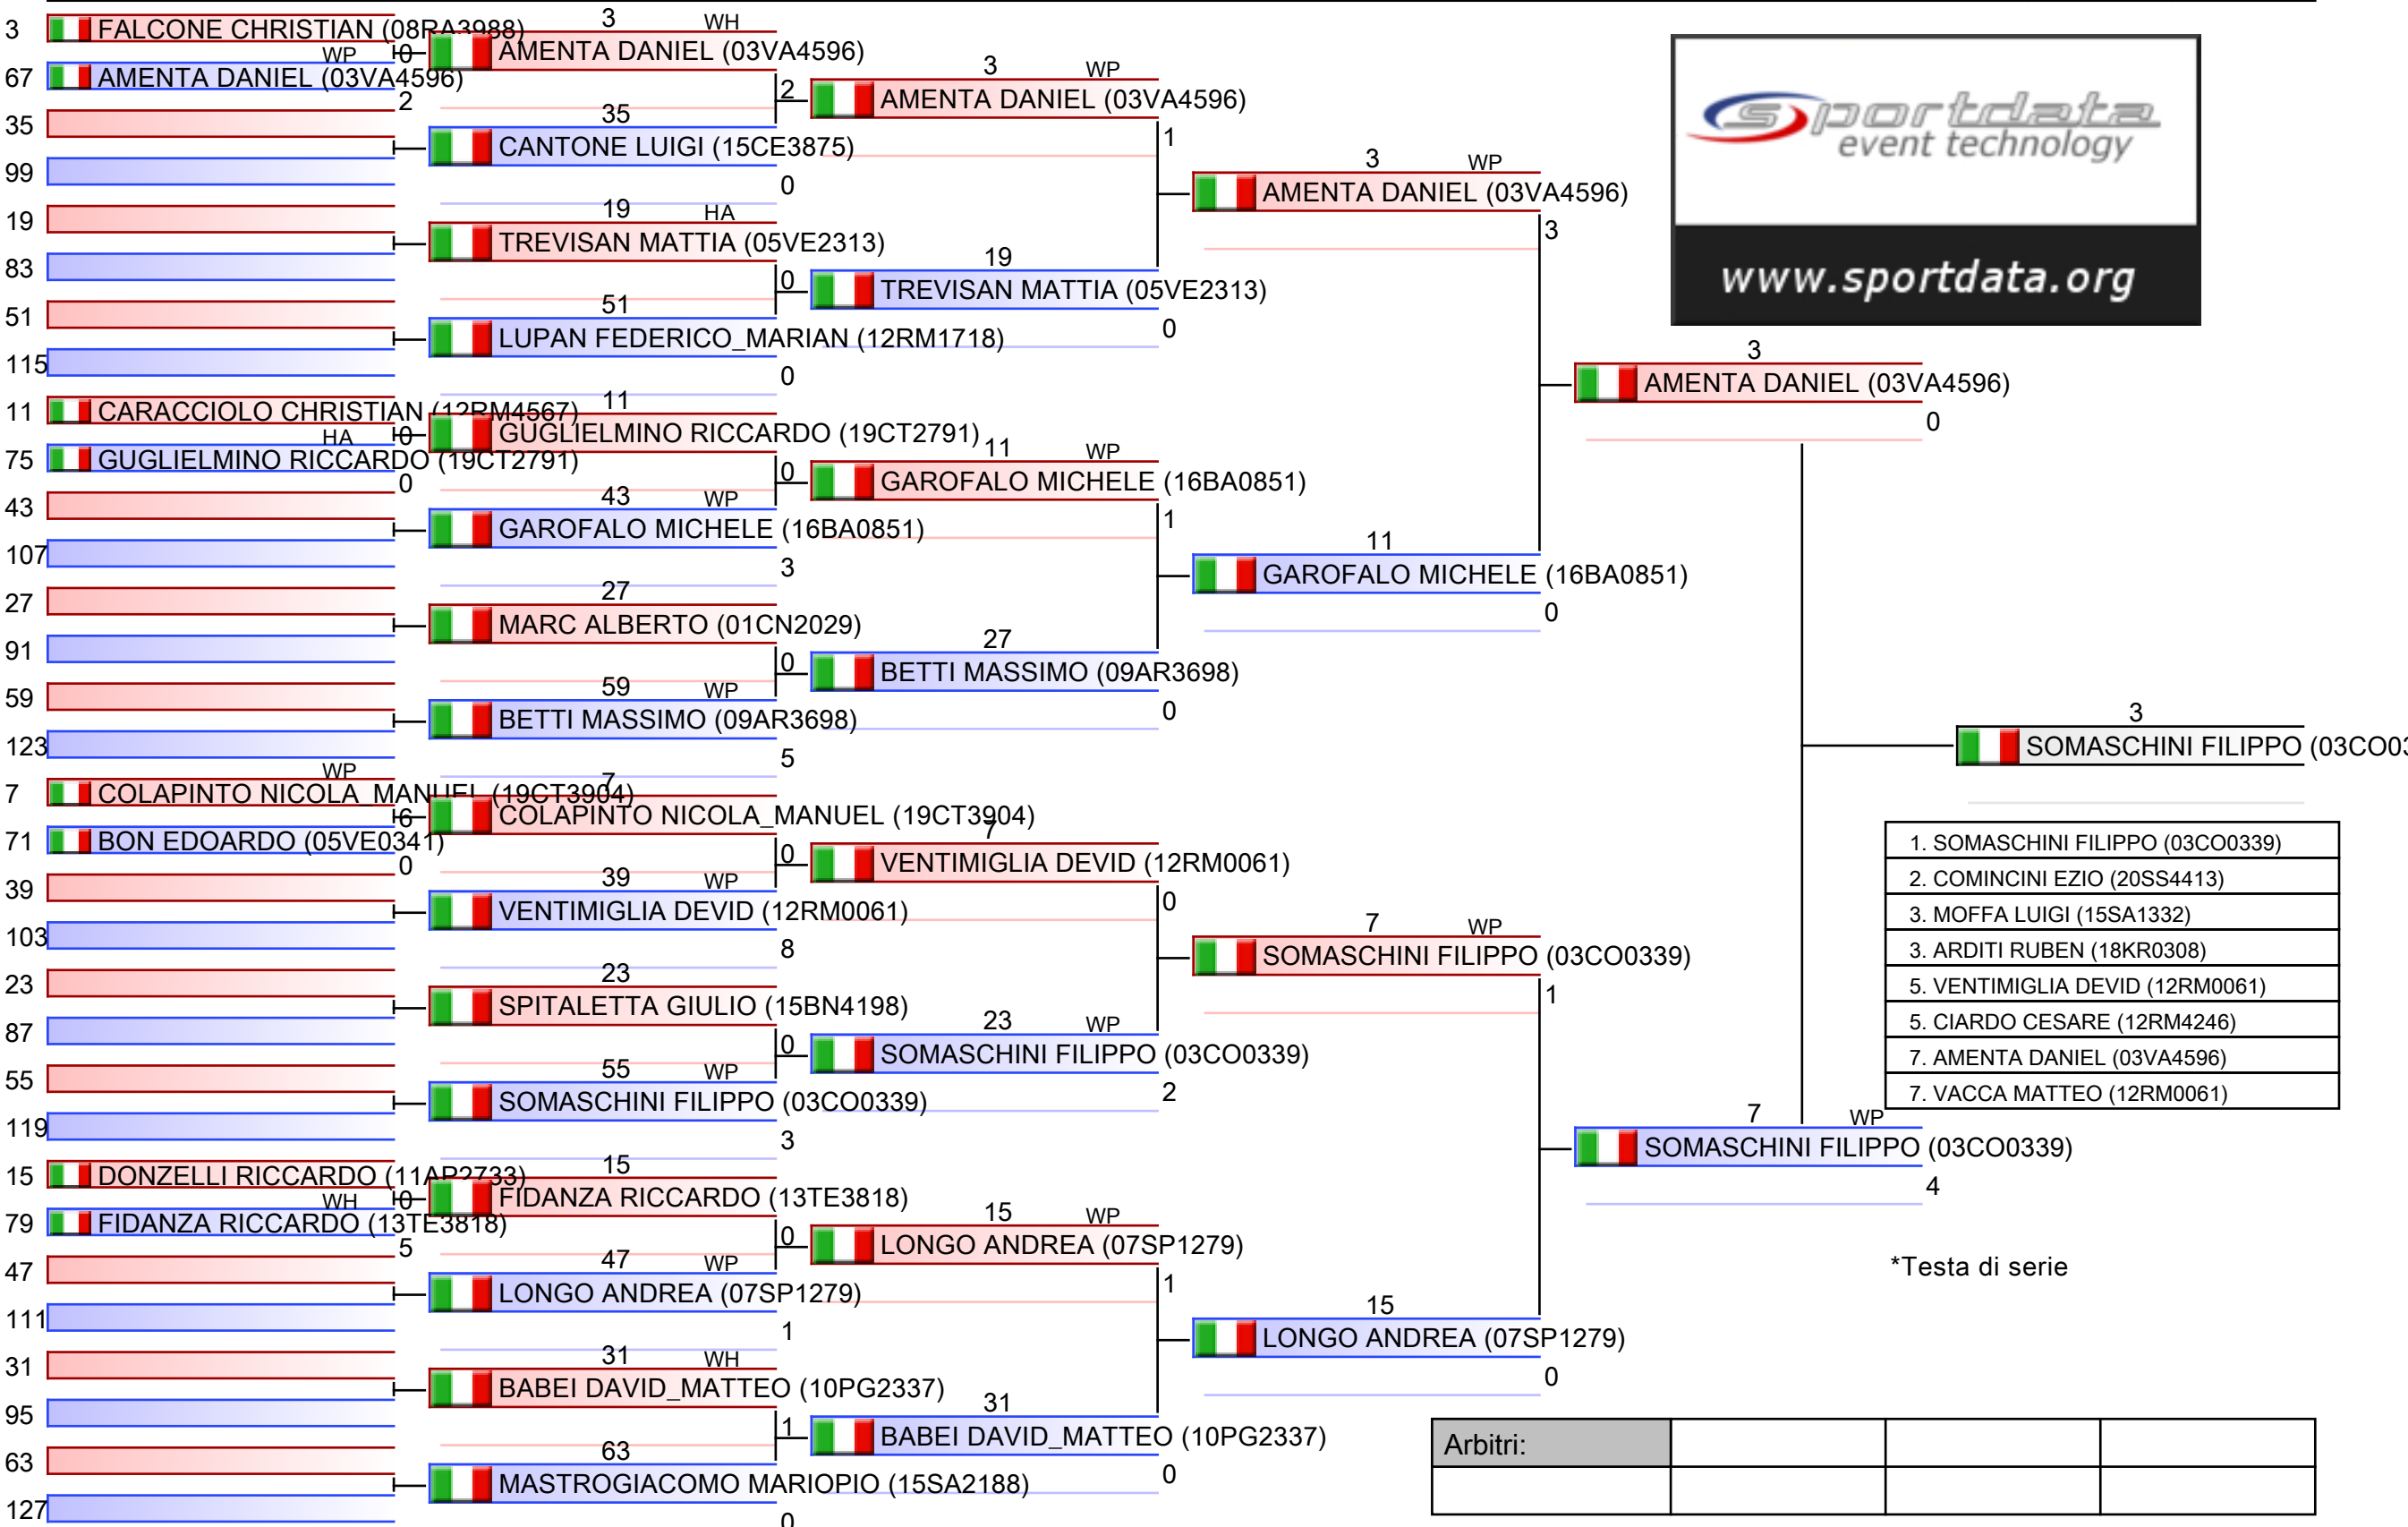 3 FALCONE CHRISTIAN (08RA3988)
WP 0
67 AMENTA DANIEL (03VA4596)
2
35
99
19
83
51
115
11 CARACCIOLO CHRISTIAN (12RM4567)
HA 0
75 GUGLIELMINO RICCARDO (19CT2791)
0
43
107
27
91
59
123
WP
7 COLAPINTO NICOLA_MANUEL (19CT3904)
6
71 BON EDOARDO (05VE0341)
0
39
103
23
87
55
119
15 DONZELLI RICCARDO (11AP2733)
WH 0
79 FIDANZA RICCARDO (13TE3818)
5
47
111
31
95
63
127
3 WH
AMENTA DANIEL (03VA4596)
2
35
CANTONE LUIGI (15CE3875)
0
19 HA
TREVISAN MATTIA (05VE2313)
0
51
LUPAN FEDERICO_MARIAN (12RM1718)
0
11
GUGLIELMINO RICCARDO (19CT2791)
0
43 WP
GAROFALO MICHELE (16BA0851)
3
27
MARC ALBERTO (01CN2029)
0
59 WP
BETTI MASSIMO (09AR3698)
5
7
COLAPINTO NICOLA_MANUEL (19CT3904)
0
39 WP
VENTIMIGLIA DEVID (12RM0061)
8
23
SPITALETTA GIULIO (15BN4198)
0
55 WP
SOMASCHINI FILIPPO (03CO0339)
3
15
FIDANZA RICCARDO (13TE3818)
0
47 WP
LONGO ANDREA (07SP1279)
1
31 WH
BABEI DAVID_MATTEO (10PG2337)
1
63
MASTROGIACOMO MARIOPIO (15SA2188)
0
3 WP
AMENTA DANIEL (03VA4596)
1
19
TREVISAN MATTIA (05VE2313)
0
11 WP
GAROFALO MICHELE (16BA0851)
1
27
BETTI MASSIMO (09AR3698)
0
7
VENTIMIGLIA DEVID (12RM0061)
0
23 WP
SOMASCHINI FILIPPO (03CO0339)
2
15 WP
LONGO ANDREA (07SP1279)
1
31
BABEI DAVID_MATTEO (10PG2337)
0
3 WP
AMENTA DANIEL (03VA4596)
3
11
GAROFALO MICHELE (16BA0851)
0
7 WP
SOMASCHINI FILIPPO (03CO0339)
1
15
LONGO ANDREA (07SP1279)
0
sportdata
event technology
www.sportdata.org
3
AMENTA DANIEL (03VA4596)
0
7 WP
SOMASCHINI FILIPPO (03CO0339)
4
3
SOMASCHINI FILIPPO (03CO03
1. SOMASCHINI FILIPPO (03CO0339)
2. COMINCINI EZIO (20SS4413)
3. MOFFA LUIGI (15SA1332)
3. ARDITI RUBEN (18KR0308)
5. VENTIMIGLIA DEVID (12RM0061)
5. CIARDO CESARE (12RM4246)
7. AMENTA DANIEL (03VA4596)
7. VACCA MATTEO (12RM0061)
*Testa di serie
Arbitri: